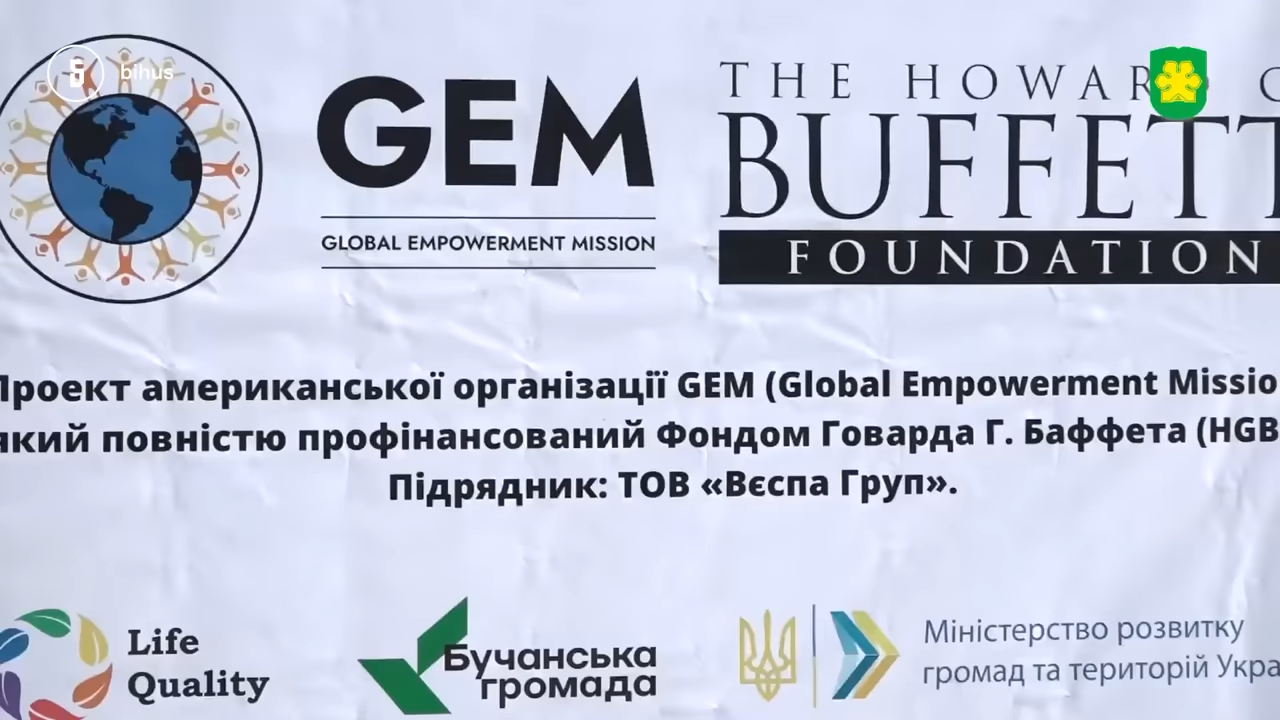 bihus
GEM
GLOBAL EMPOWERMENT MISSION
THE HOWARD G
BUFFETT
FOUNDATION
Проект американської організації GEM (Global Empowerment Missio
який повністю профінансований Фондом Говарда Г. Баффета (HGB
Підрядник: ТОВ «Вєспа Груп».
Life
Quality
Бучанська
громада
Міністерство розвитку
громад та територій Укра